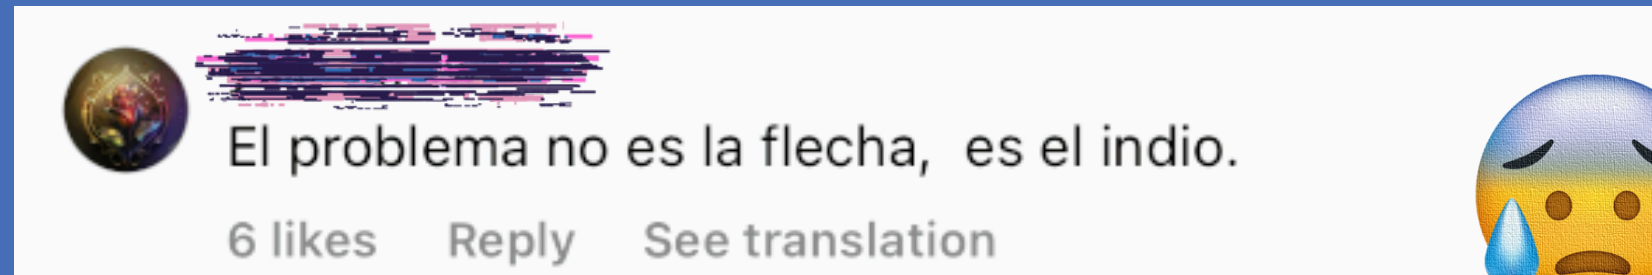 El problema no es la flecha,  es el indio.
6 likes Reply See translation